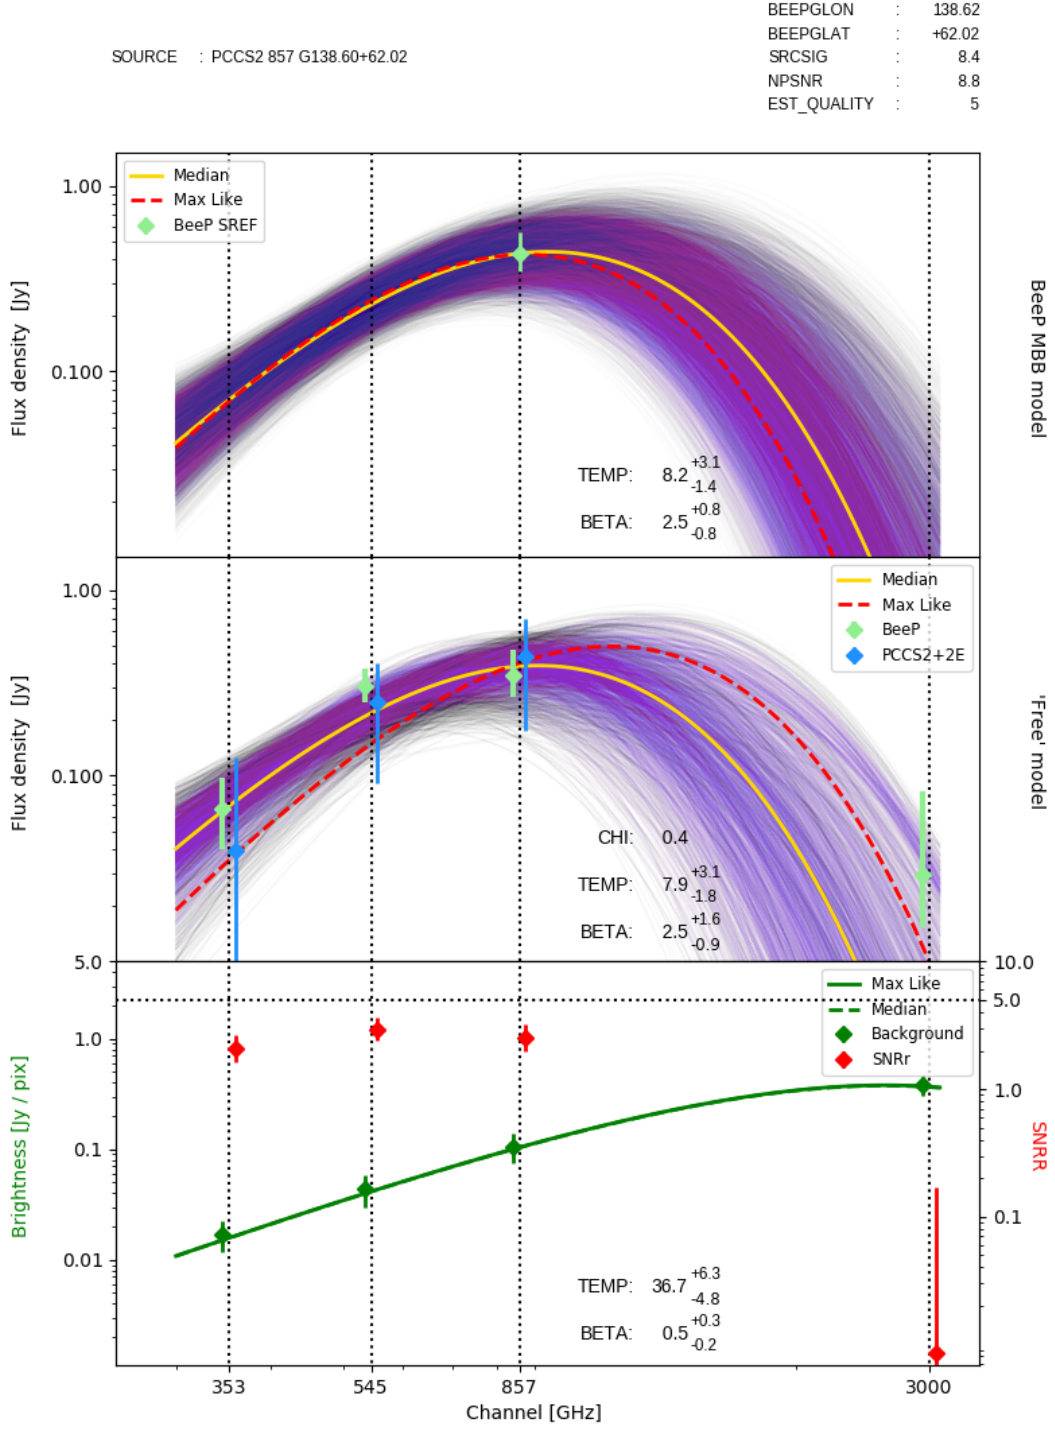 BEEPGLON : 138.62
BEEPGLAT : +62.02
SOURCE : PCCS2 857 G138.60+62.02
SRCSIG : 8.4
NPSNR : 8.8
EST_QUALITY : 5
Median
Max Like
BeeP SREF
1.00
0.100
Flux density [Jy]
BeeP MBB model
TEMP: 8.2 +3.1 -1.4
BETA: 2.5 +0.8 -0.8
Median
Max Like
BeeP
PCCS2+2E
1.00
0.100
Flux density [Jy]
'Free' model
CHI: 0.4
TEMP: 7.9 +3.1 -1.8
BETA: 2.5 +1.6 -0.9
Max Like
Median
Background
SNRr
5.0
1.0
0.1
0.01
Brightness [Jy / pix]
10.0
5.0
1.0
0.1
SNRR
TEMP: 36.7 +6.3 -4.8
BETA: 0.5 +0.3 -0.2
353 545 857 3000
Channel [GHz]